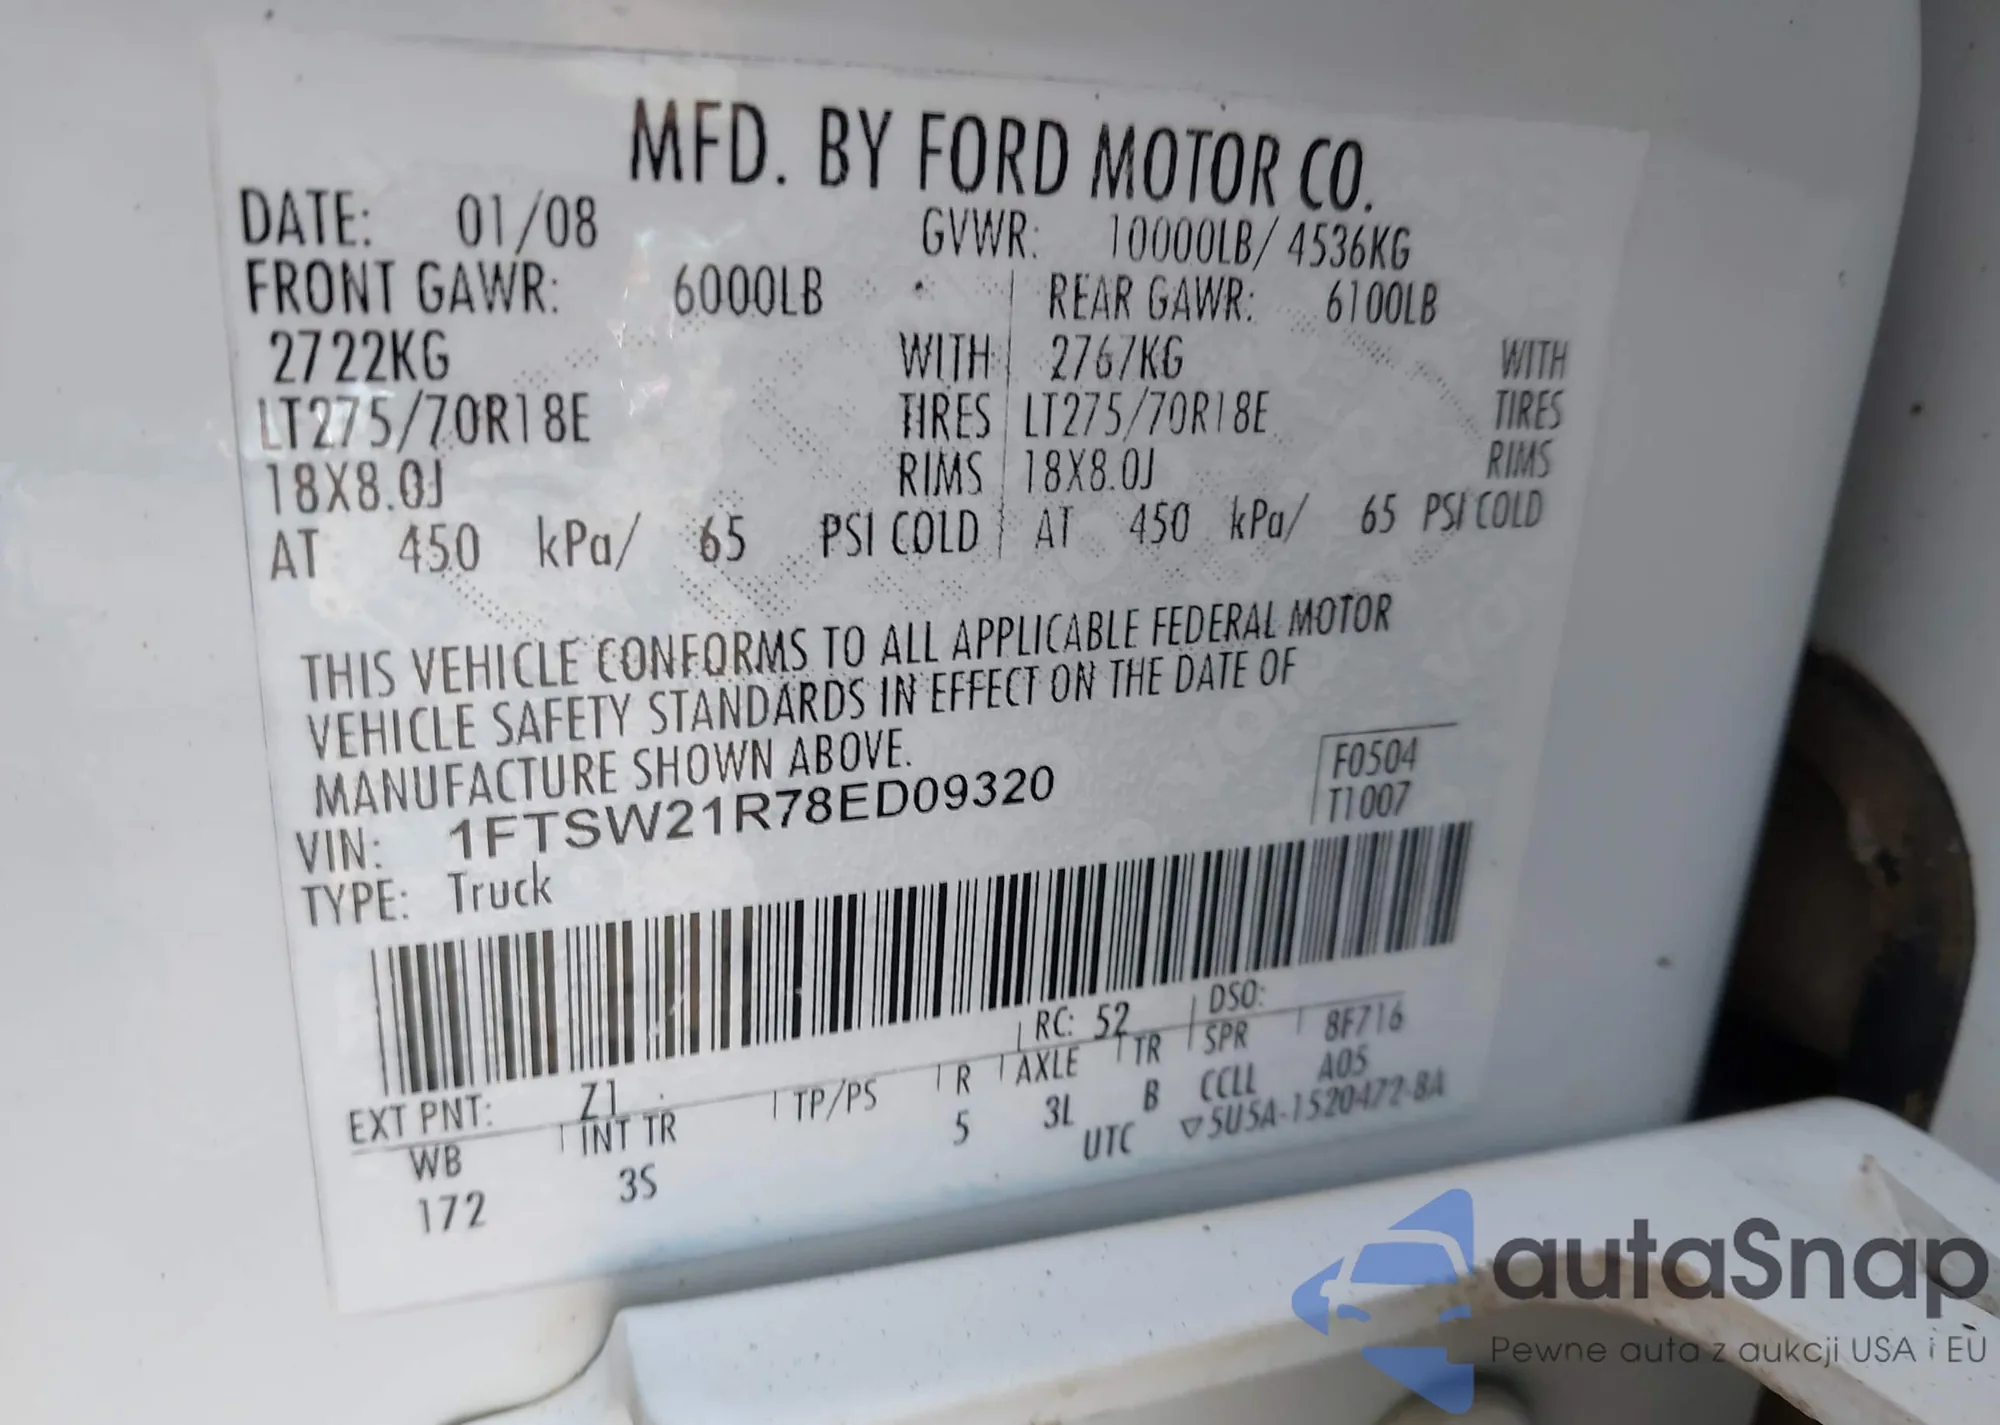 MFD. BY FORD MOTOR CO.
DATE: 01/08 GVWR: 10000LB/ 4536KG
FRONT GAWR: 6000LB REAR GAWR: 6100LB
2722KG WITH 2767KG WITH
LT275/70R18E TIRES LT275/70R18E TIRES
18X8.0J RIMS 18X8.0J RIMS
AT 450 kPa/ 65 PSI COLD AT 450 kPa/ 65 PSI COLD
THIS VEHICLE CONFORMS TO ALL APPLICABLE FEDERAL MOTOR
VEHICLE SAFETY STANDARDS IN EFFECT ON THE DATE OF
MANUFACTURE SHOWN ABOVE.
F0504
VIN: 1FTSW21R78ED09320
T1007
TYPE: Truck
EXT PNT: Z1 RC: 52 DSO:
WB INT TR TP/PS R AXLE TR SPR 8F716
172 3S 5 3L B CCLL A05
UTC ▽5U5A-1520472-BA
autaSnap
Pewne auta z aukcji USA i EU